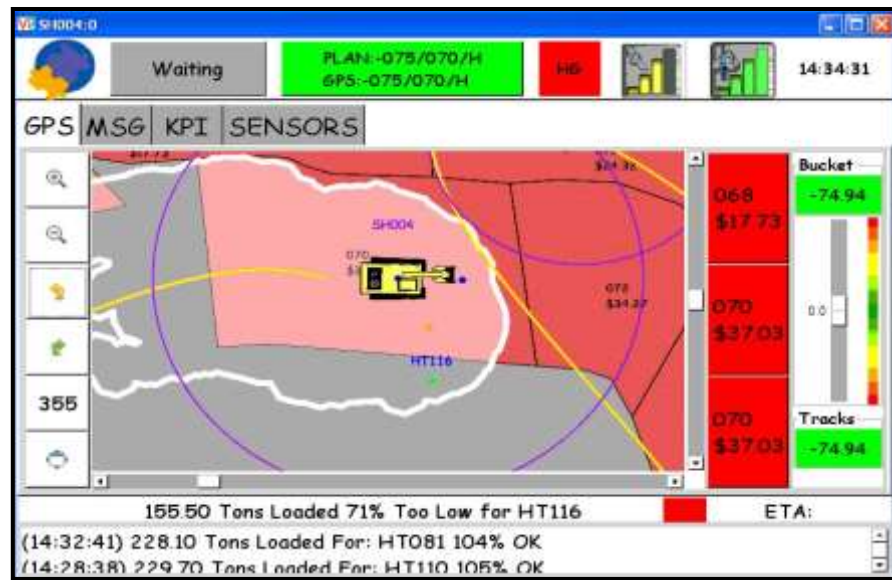 SH004:0
Waiting
PLAN:-075/070/H
GPS:-075/070/H
HG
14:34:31
GPS
MSG
KPI
SENSORS
355
SH004
070
HT116
$34.27
068
$17.73
070
$37.03
070
$37.03
Bucket
-74.94
0.0
Tracks
-74.94
155.50 Tons Loaded 71% Too Low for HT116
ETA:
(14:32:41) 228.10 Tons Loaded For: HT081 104% OK
(14:28:38) 229.70 Tons Loaded For: HT110 105% OK